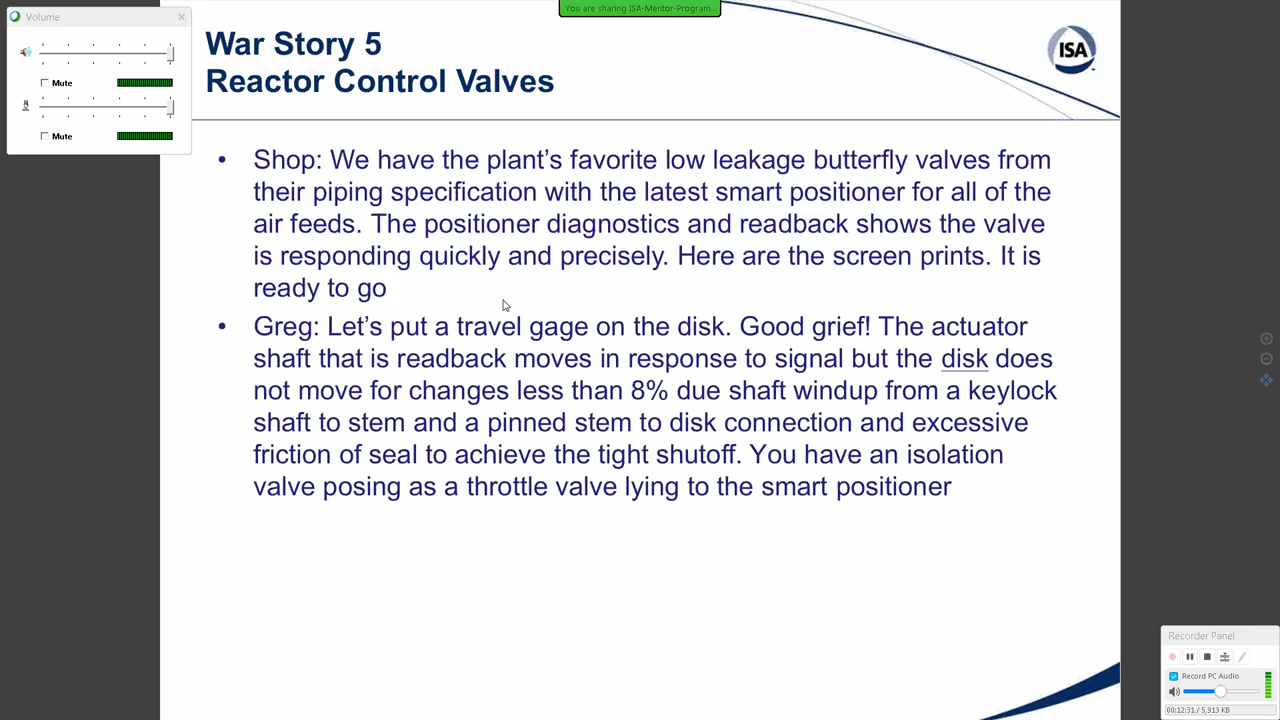 You are sharing ISA-Mentor-Program...
Volume
Mute
Mute
War Story 5
Reactor Control Valves
ISA
• Shop: We have the plant's favorite low leakage butterfly valves from
their piping specification with the latest smart positioner for all of the
air feeds. The positioner diagnostics and readback shows the valve
is responding quickly and precisely. Here are the screen prints. It is
ready to go
• Greg: Let's put a travel gage on the disk. Good grief! The actuator
shaft that is readback moves in response to signal but the disk does
not move for changes less than 8% due shaft windup from a keylock
shaft to stem and a pinned stem to disk connection and excessive
friction of seal to achieve the tight shutoff. You have an isolation
valve posing as a throttle valve lying to the smart positioner
Recorder Panel
Record PC Audio
00:12:31 / 5,913 KB